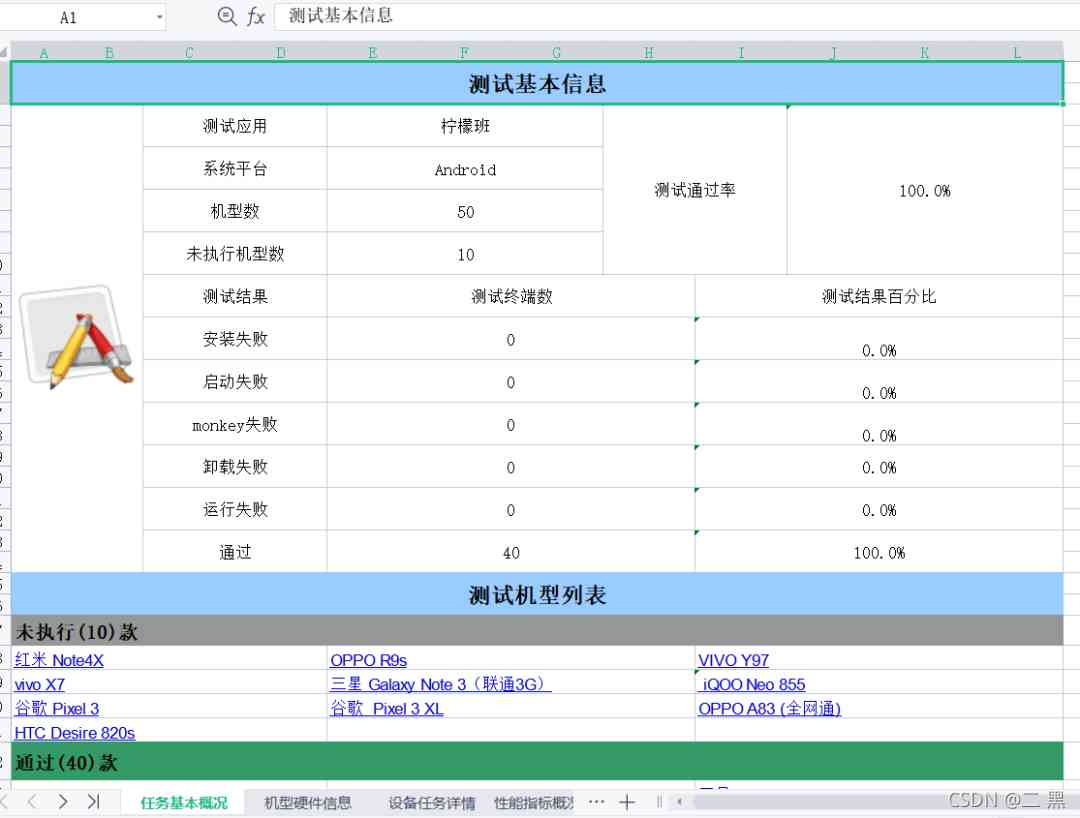 A1 fx 测试基本信息
A B C D E F G H I J K L
测试基本信息
测试应用 柠檬班
系统平台 Android
机型数 50
未执行机型数 10
测试通过率 100.0%
测试结果 测试终端数 测试结果百分比
安装失败 0 0.0%
启动失败 0 0.0%
monkey失败 0 0.0%
卸载失败 0 0.0%
运行失败 0 0.0%
通过 40 100.0%
测试机型列表
未执行(10)款
红米 Note4X OPPO R9s VIVO Y97
vivo X7 三星 Galaxy Note 3（联通3G） iQOO Neo 855
谷歌 Pixel 3 谷歌 Pixel 3 XL OPPO A83 (全网通)
HTC Desire 820s
通过(40)款
任务基本概况 机型硬件信息 设备任务详情 性能指标概况 ···
CSDN @二 黑